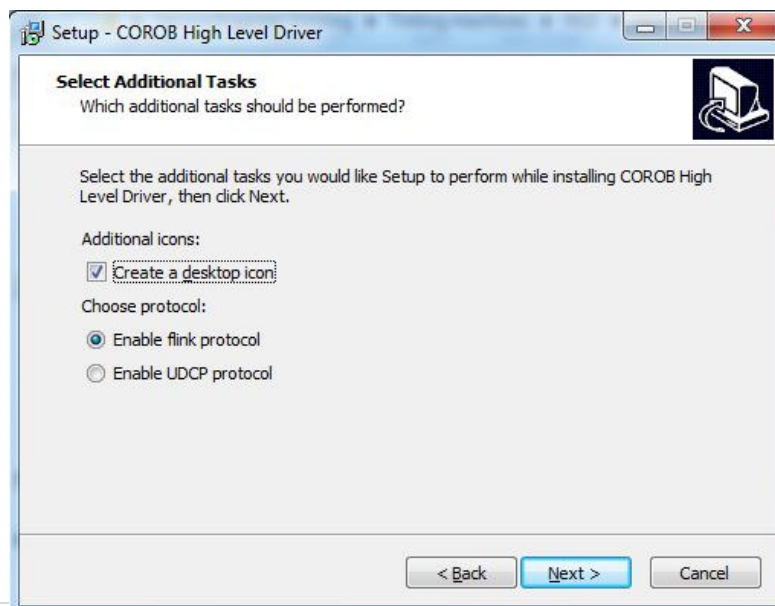 Setup - COROB High Level Driver
Select Additional Tasks
Which additional tasks should be performed?
Select the additional tasks you would like Setup to perform while installing COROB High
Level Driver, then click Next.
Additional icons:
Create a desktop icon
Choose protocol:
Enable flink protocol
Enable UDCP protocol
< Back
Next >
Cancel